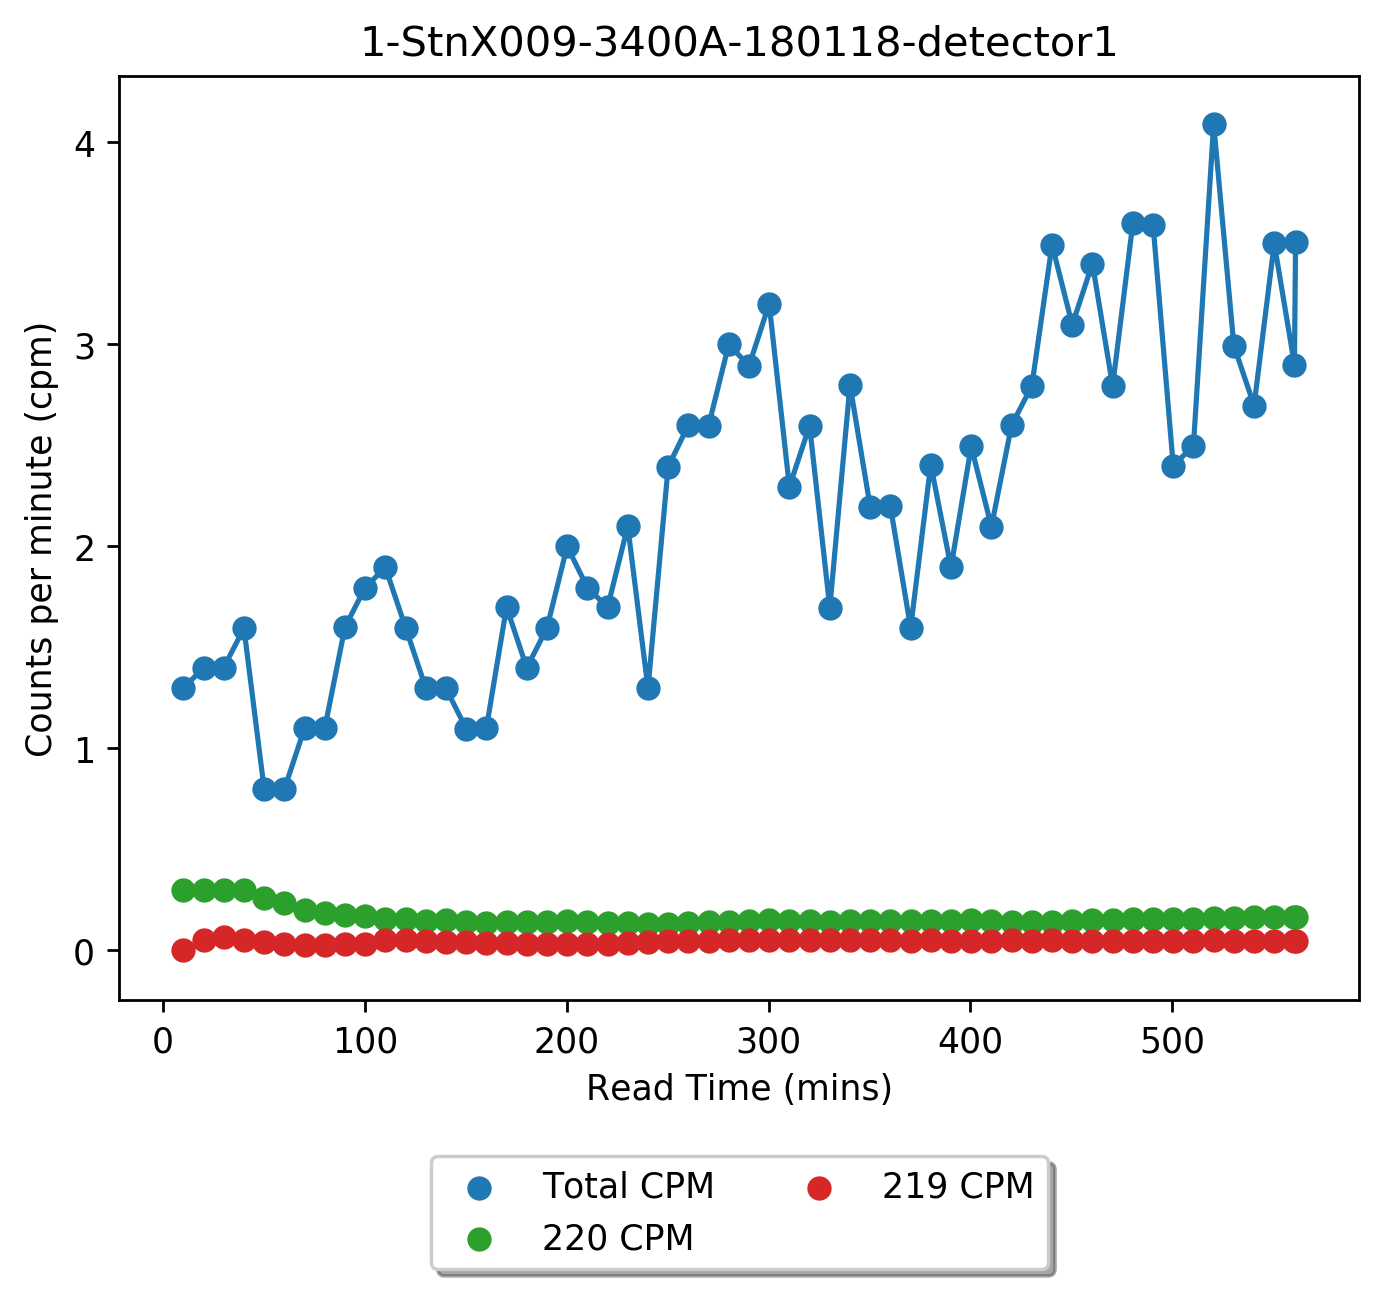 1-StnX009-3400A-180118-detector1
4
3
2
1
0
Counts per minute (cpm)
0 100 200 300 400 500
Read Time (mins)
Total CPM 219 CPM
220 CPM